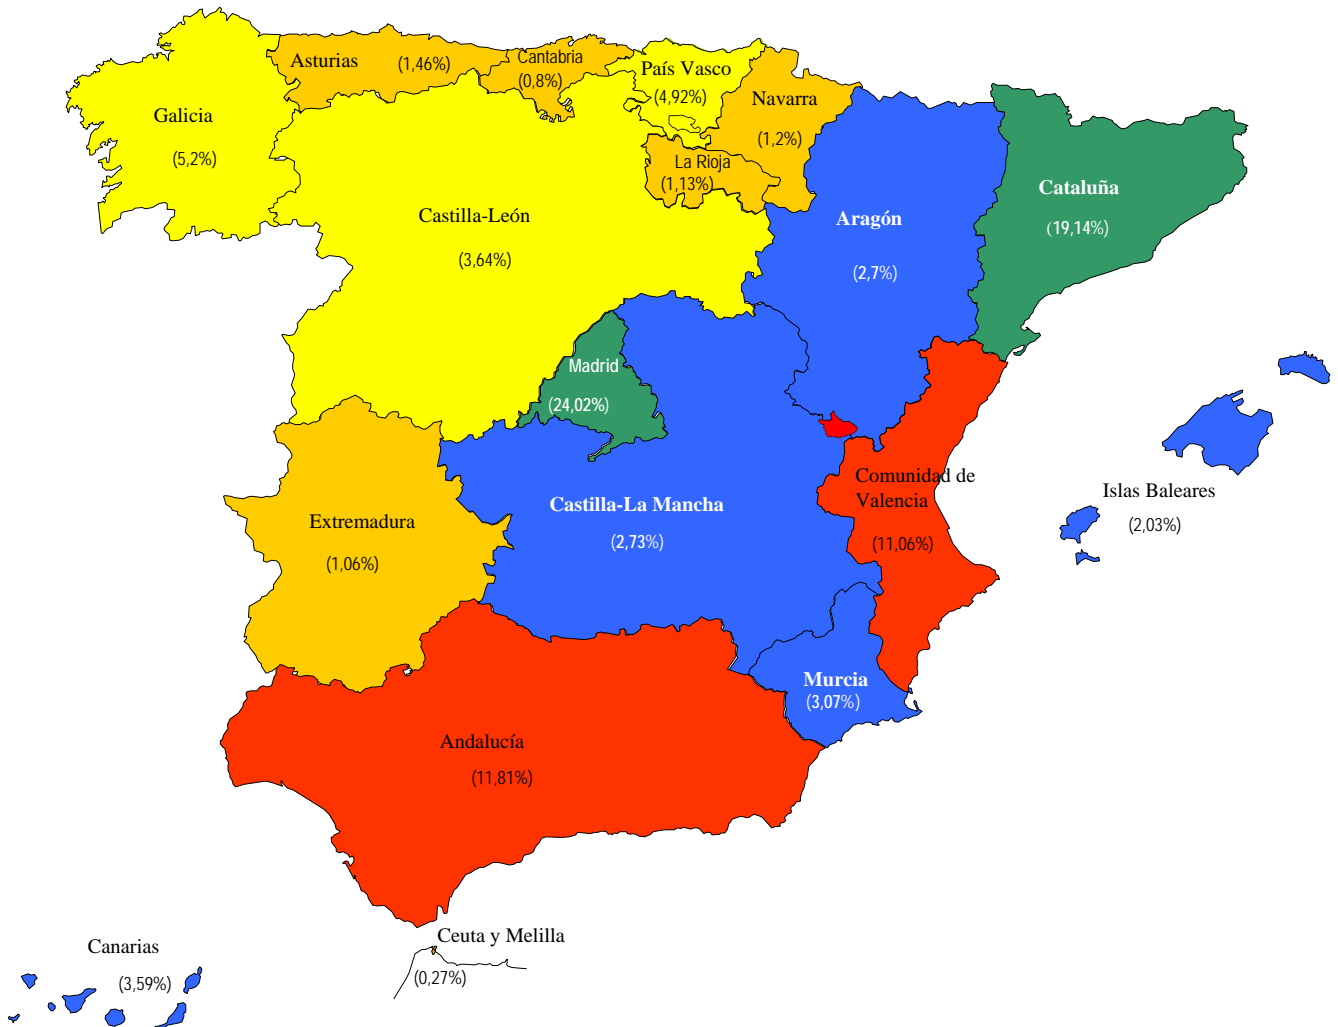 Asturias (1,46%)
Cantabria
(0,8%)
País Vasco
(4,92%)
Navarra
(1,2%)
Galicia
(5,2%)
La Rioja
(1,13%)
Cataluña
(19,14%)
Castilla-León
(3,64%)
Aragón
(2,7%)
Madrid
(24,02%)
Comunidad de
Valencia
(11,06%)
Islas Baleares
(2,03%)
Castilla-La Mancha
(2,73%)
Extremadura
(1,06%)
Murcia
(3,07%)
Andalucía
(11,81%)
Ceuta y Melilla
(0,27%)
Canarias
(3,59%)